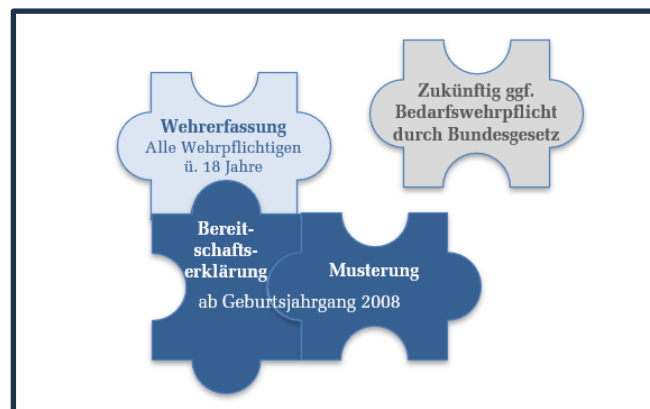 Wehrerfassung
Alle Wehrpflichtigen
ü. 18 Jahre
Zukünftig ggf.
Bedarfswehrpflicht
durch Bundesgesetz
Bereit-
schafts-
erklärung
Musterung
ab Geburtsjahrgang 2008